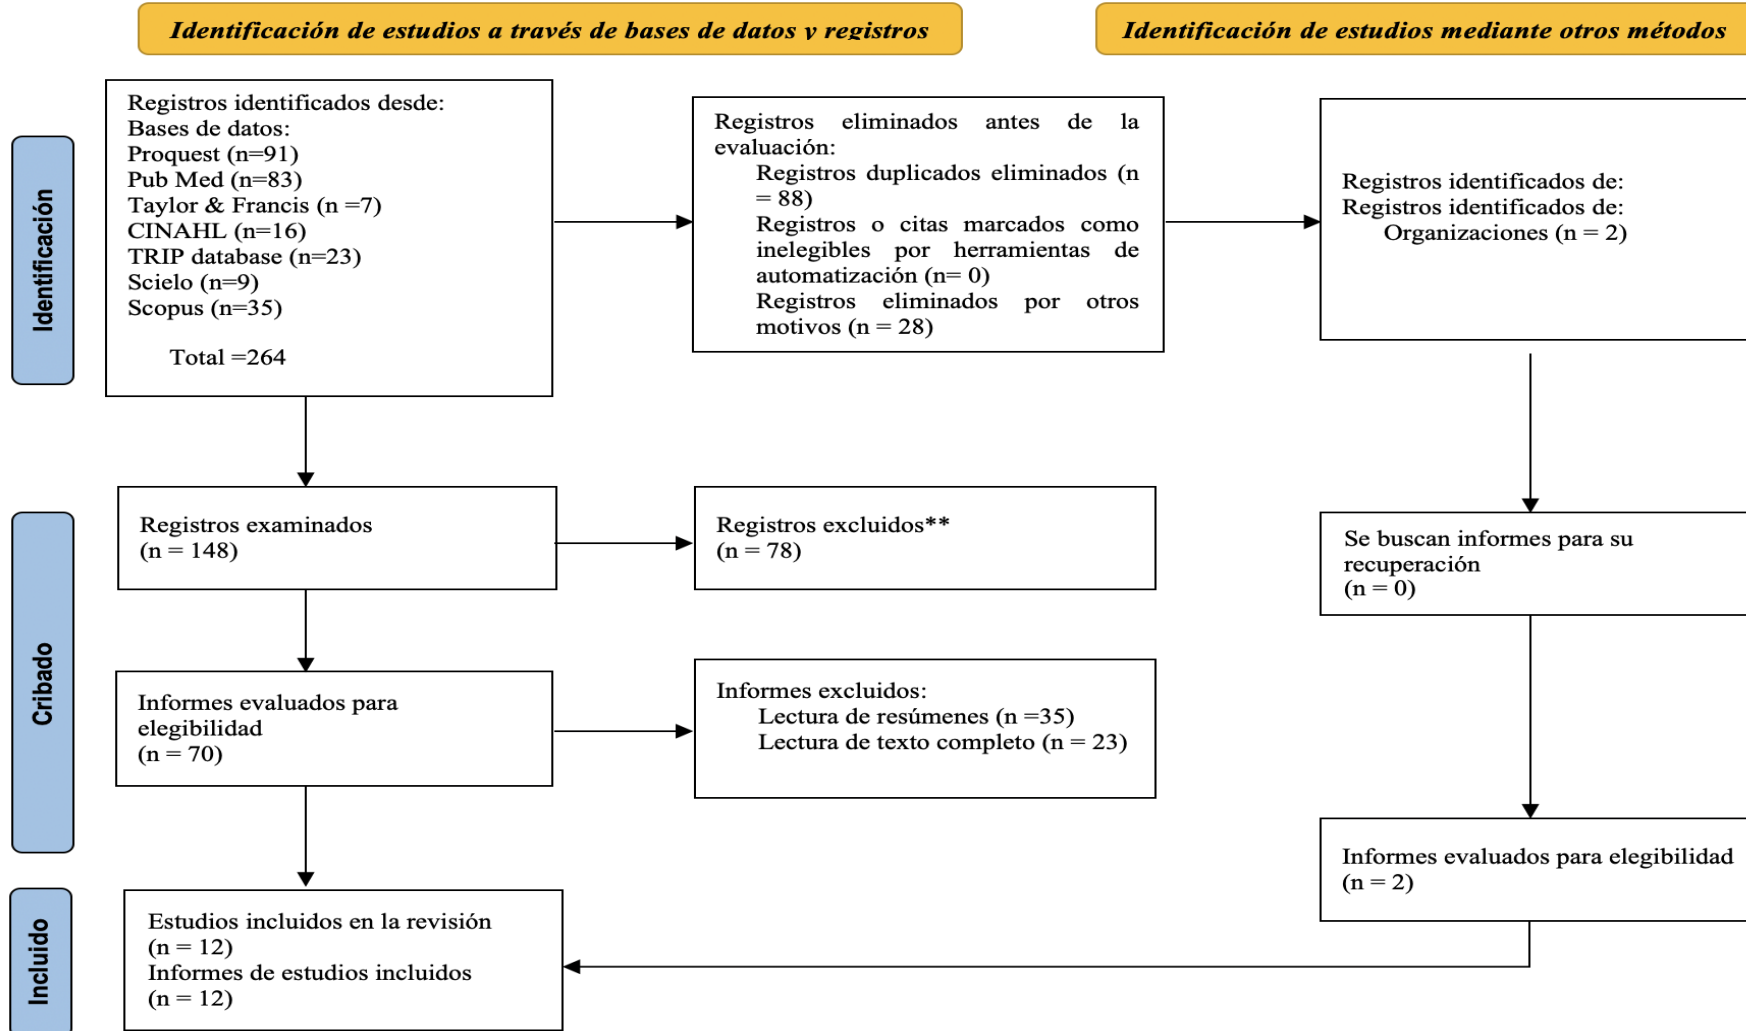 Identificación de estudios a través de bases de datos y registros
Identificación de estudios mediante otros métodos
Identificación
Registros identificados desde:
Bases de datos:
Proquest (n=91)
Pub Med (n=83)
Taylor & Francis (n =7)
CINAHL (n=16)
TRIP database (n=23)
Scielo (n=9)
Scopus (n=35)
Total =264
Registros eliminados antes de la
evaluación:
Registros duplicados eliminados (n
= 88)
Registros o citas marcados como
inelegibles por herramientas de
automatización (n= 0)
Registros eliminados por otros
motivos (n = 28)
Registros identificados de:
Registros identificados de:
Organizaciones (n = 2)
Cribado
Registros examinados
(n = 148)
Registros excluidos**
(n = 78)
Se buscan informes para su
recuperación
(n = 0)
Informes evaluados para
elegibilidad
(n = 70)
Informes excluidos:
Lectura de resúmenes (n =35)
Lectura de texto completo (n = 23)
Informes evaluados para elegibilidad
(n = 2)
Incluido
Estudios incluidos en la revisión
(n = 12)
Informes de estudios incluidos
(n = 12)